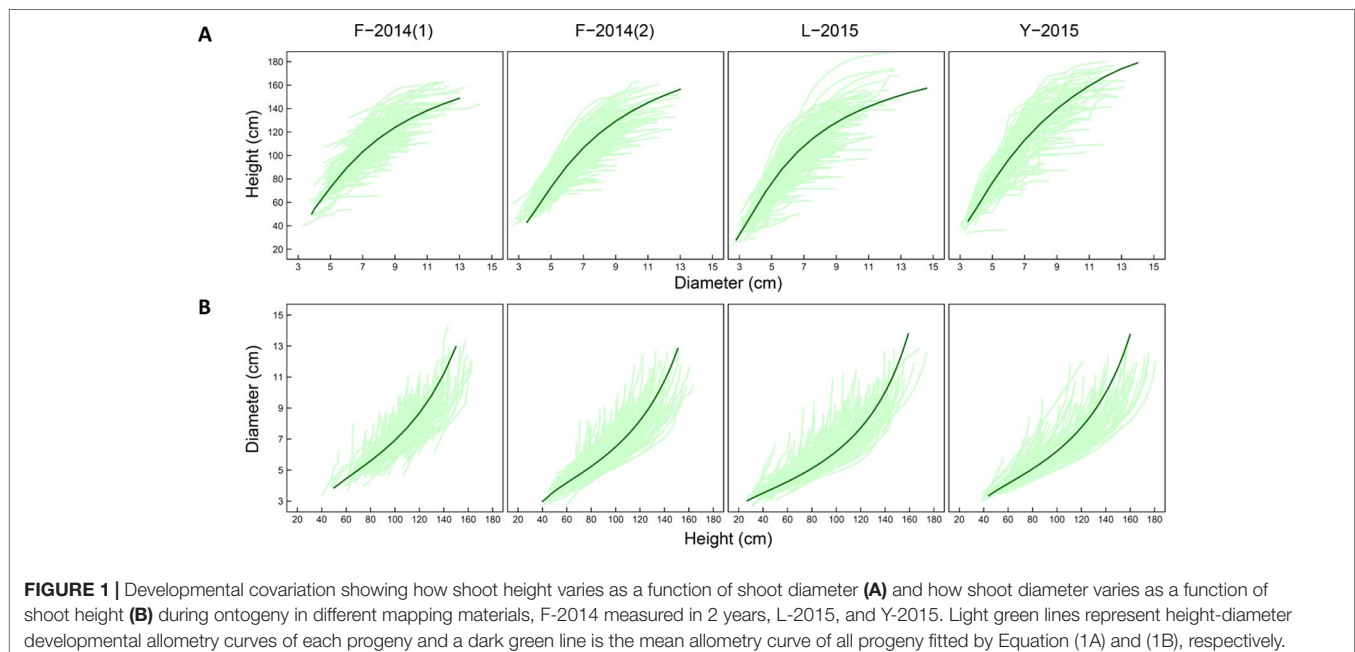 A
F−2014(1) F−2014(2) L−2015 Y−2015
Height (cm)
180
160
140
120
100
80
60
40
20
3 5 7 9 11 13 15 3 5 7 9 11 13 15 3 5 7 9 11 13 15 3 5 7 9 11 13 15
Diameter (cm)
B
Diameter (cm)
15
13
11
9
7
5
3
20 40 60 80 100 120 140 160 180 20 40 60 80 100 120 140 160 180 20 40 60 80 100 120 140 160 180 20 40 60 80 100 120 140 160 180
Height (cm)
FIGURE 1 | Developmental covariation showing how shoot height varies as a function of shoot diameter (A) and how shoot diameter varies as a function of
shoot height (B) during ontogeny in different mapping materials, F-2014 measured in 2 years, L-2015, and Y-2015. Light green lines represent height-diameter
developmental allometry curves of each progeny and a dark green line is the mean allometry curve of all progeny fitted by Equation (1A) and (1B), respectively.